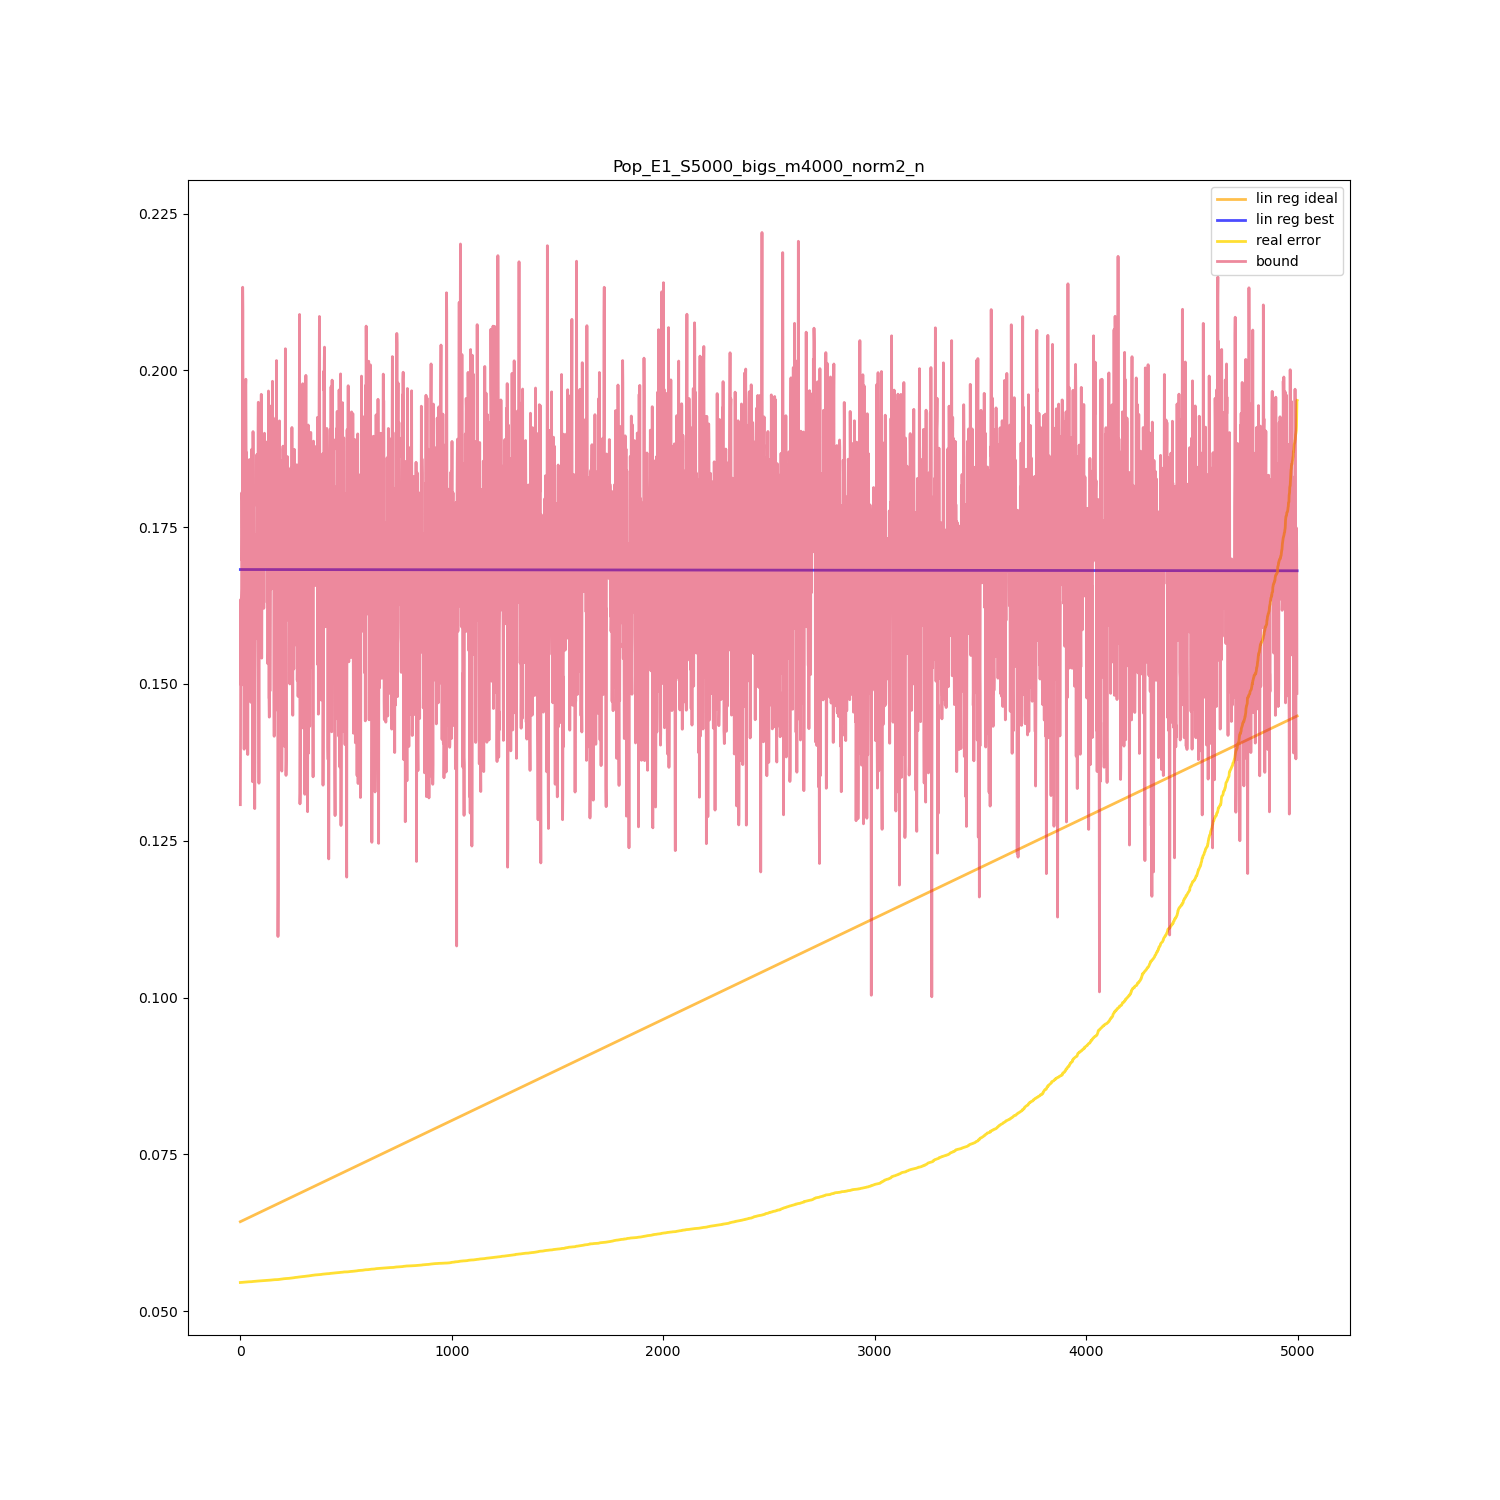 Pop_E1_S5000_bigs_m4000_norm2_n
lin reg ideal
lin reg best
real error
bound
0.225
0.200
0.175
0.150
0.125
0.100
0.075
0.050
0 1000 2000 3000 4000 5000